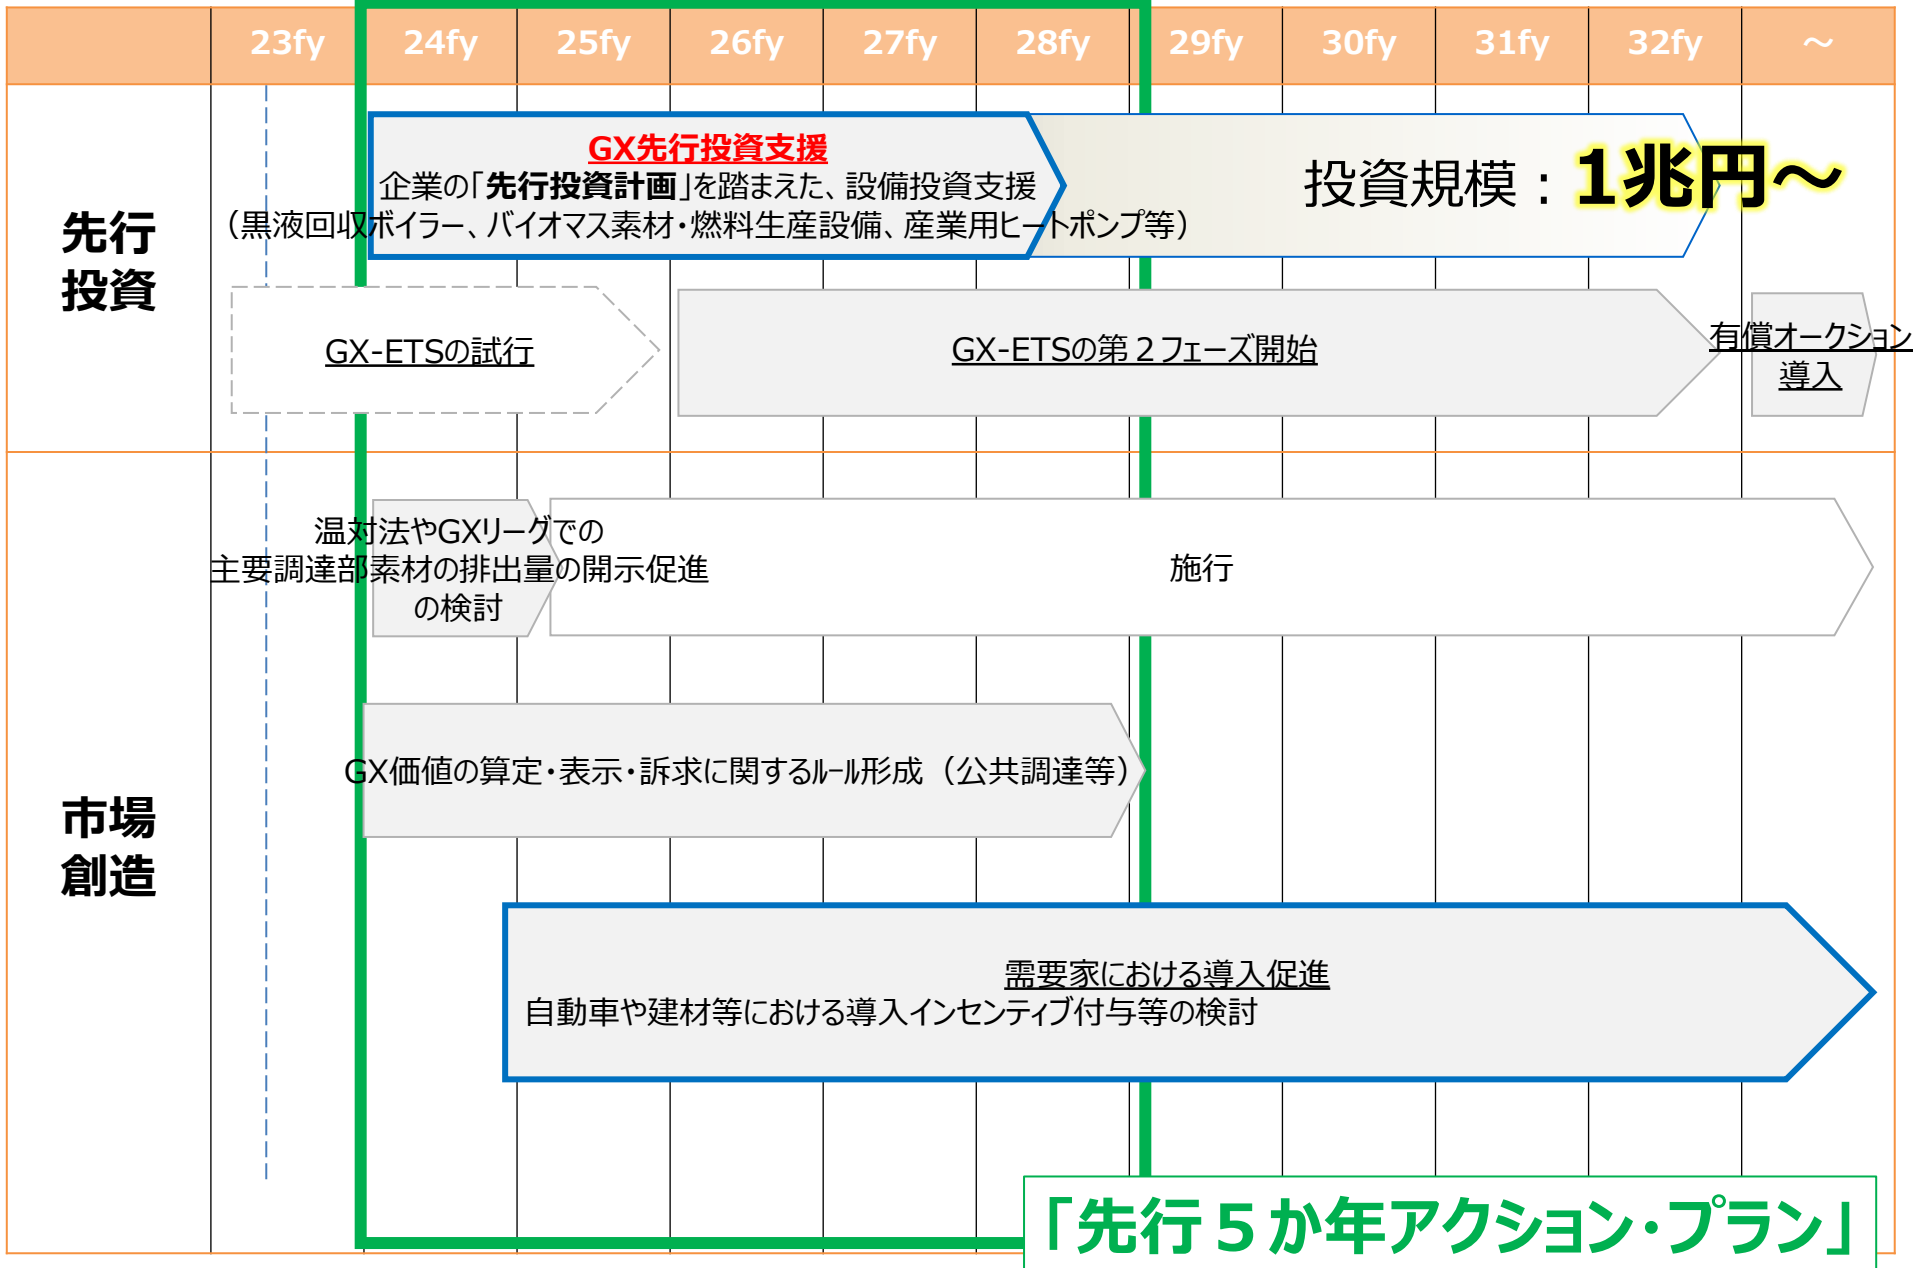 23fy 24fy 25fy 26fy 27fy 28fy 29fy 30fy 31fy 32fy ～
先行
投資
GX先行投資支援
企業の「先行投資計画」を踏まえた、設備投資支援
（黒液回収ボイラー、バイオマス素材・燃料生産設備、産業用ヒートポンプ等）
投資規模：1兆円～
GX-ETSの試行
GX-ETSの第２フェーズ開始
有償オークション
導入
市場
創造
温対法やGXリーグでの
主要調達部素材の排出量の開示促進
の検討
施行
GX価値の算定・表示・訴求に関するルール形成（公共調達等）
需要家における導入促進
自動車や建材等における導入インセンティブ付与等の検討
「先行５か年アクション・プラン」